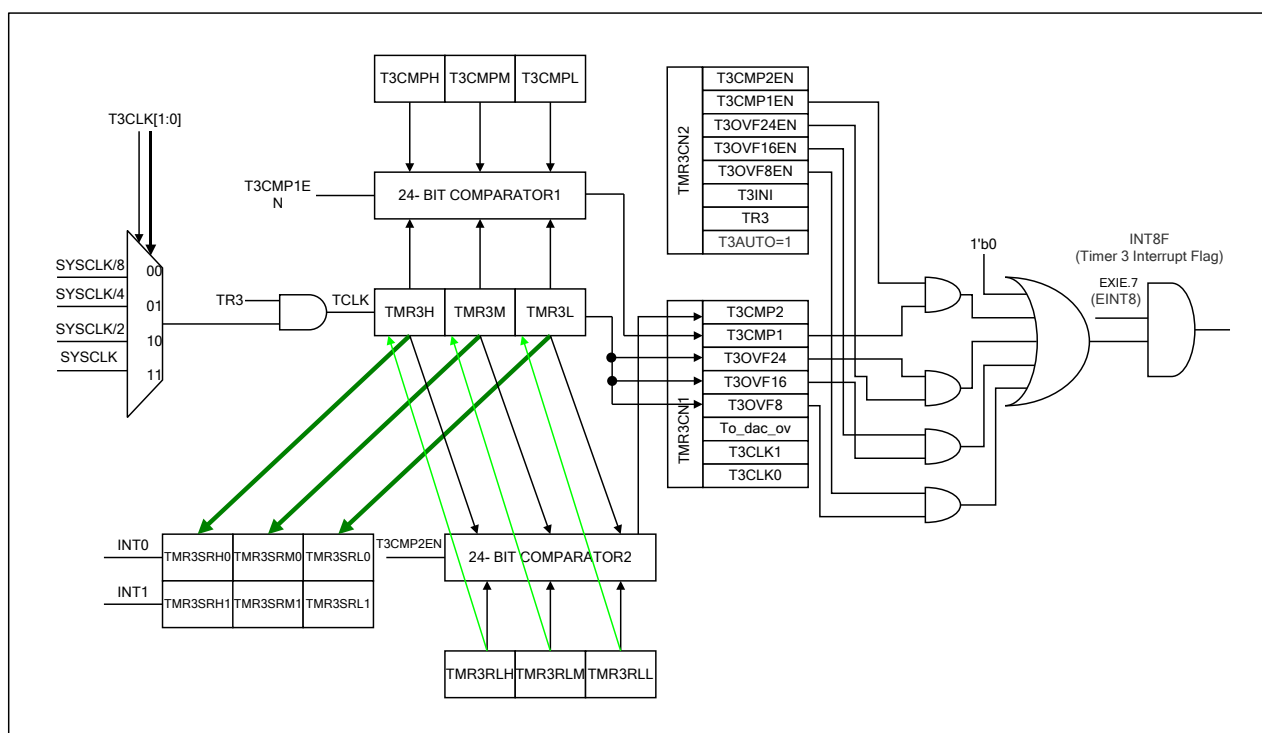 T3CMPH T3CMPM T3CMPL
T3CLK[1:0]
T3CMP1E
N
24- BIT COMPARATOR1
SYSCLK/8
SYSCLK/4
SYSCLK/2
SYSCLK
00
01
10
11
TR3
TCLK
TMR3H TMR3M TMR3L
TMR3CN2
T3CMP2EN
T3CMP1EN
T3OVF24EN
T3OVF16EN
T3OVF8EN
T3INI
TR3
T3AUTO=1
TMR3CN1
T3CMP2
T3CMP1
T3OVF24
T3OVF16
T3OVF8
To_dac_ov
T3CLK1
T3CLK0
1'b0
INT8F
(Timer 3 Interrupt Flag)
EXIE.7
(EINT8)
INT0
INT1
TMR3SRH0 TMR3SRM0 TMR3SRL0
TMR3SRH1 TMR3SRM1 TMR3SRL1
T3CMP2EN
24- BIT COMPARATOR2
TMR3RLH TMR3RLM TMR3RLL